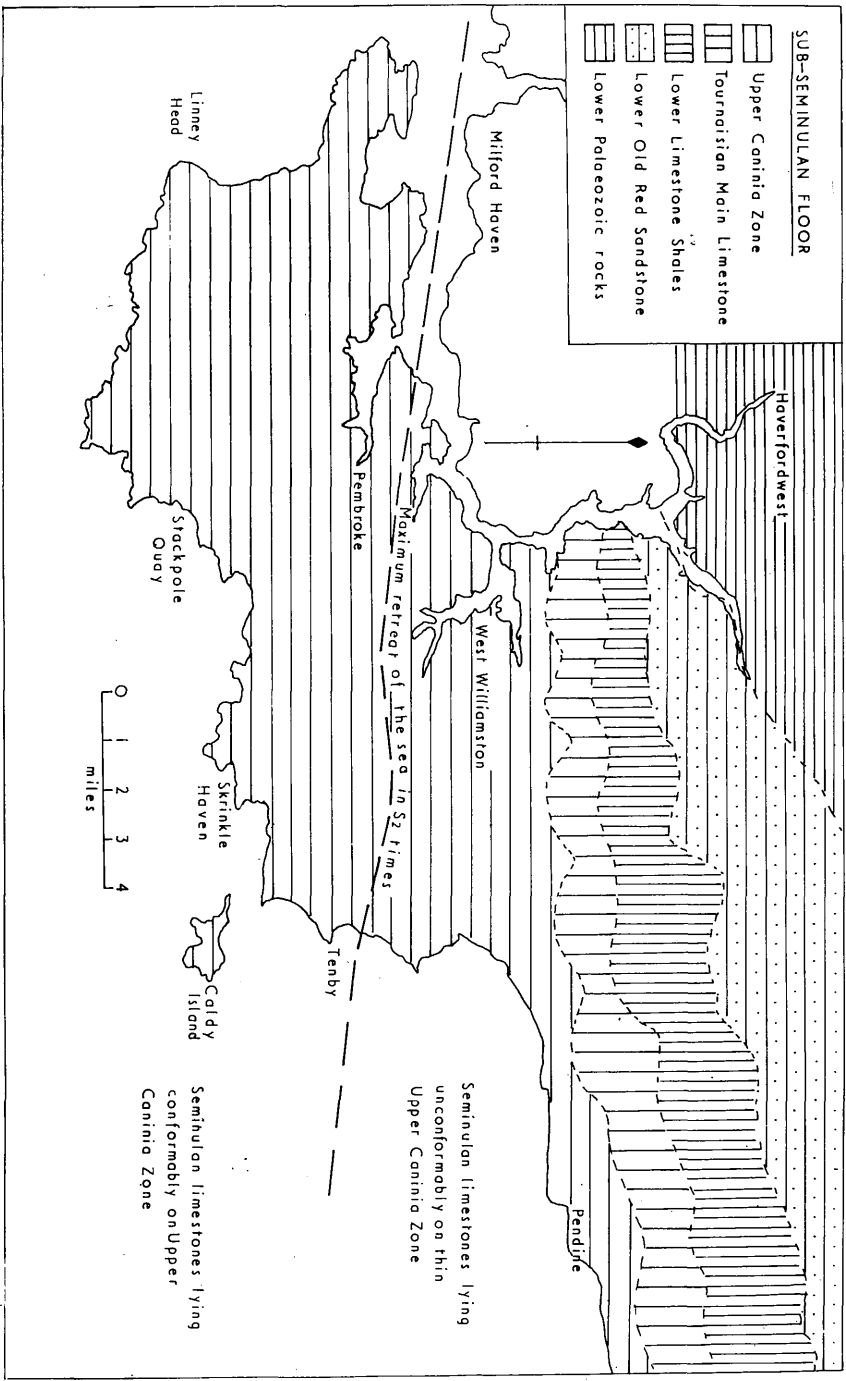 SUB-SEMINULAN FLOOR
Upper Caninia Zone
Tournaisian Main Limestone
Lower Limestone Shales
Lower Old Red Sandstone
Lower Palaeozoic rocks
Haverfordwest
Milford Haven
Linney
Head
Pembroke
Maximum retreat of the sea in S2 times
West Williamston
Stackpole
Quay
0 1 2 3 4
miles
Skrinkle
Haven
Tenby
Caldy
Island
Pendine
Seminulan limestones lying
unconformably on thin
Upper Caninia Zone
Seminulan limestones lying
conformably on Upper
Caninia Zone